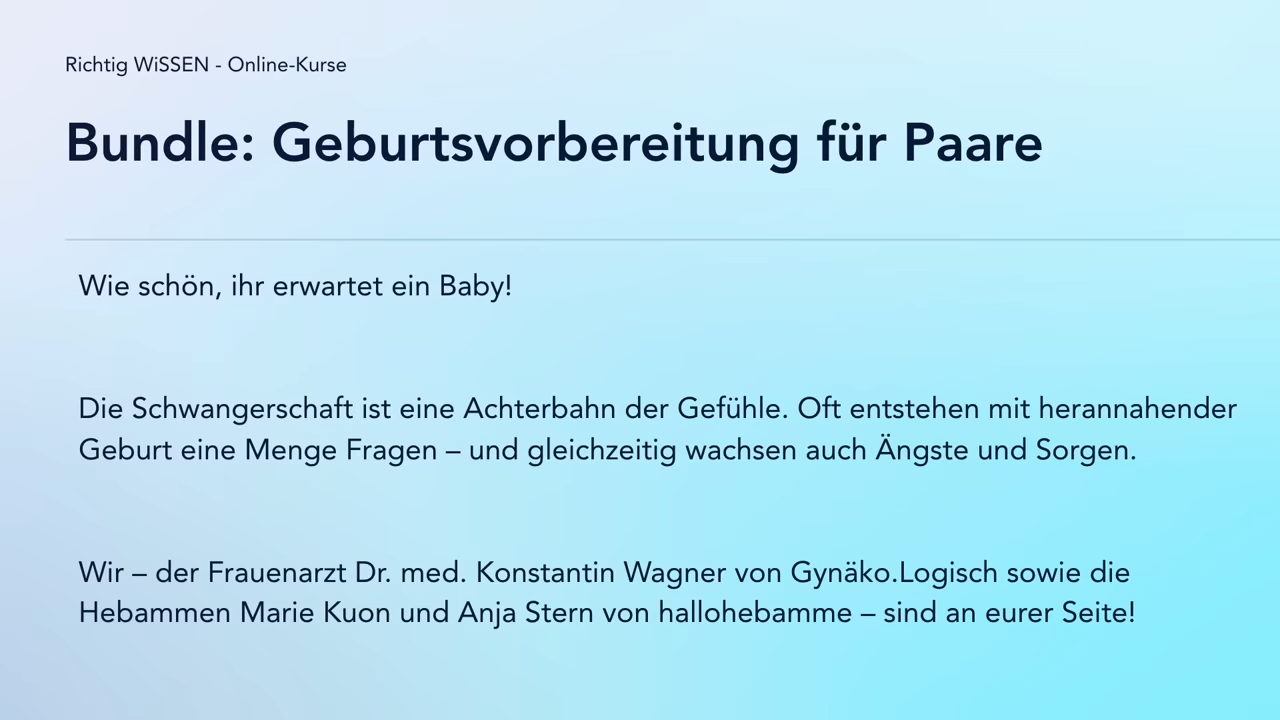 Richtig WiSSEN - Online-Kurse
Bundle: Geburtsvorbereitung für Paare
Wie schön, ihr erwartet ein Baby!
Die Schwangerschaft ist eine Achterbahn der Gefühle. Oft entstehen mit herannahender
Geburt eine Menge Fragen – und gleichzeitig wachsen auch Ängste und Sorgen.
Wir – der Frauenarzt Dr. med. Konstantin Wagner von Gynäko.Logisch sowie die
Hebammen Marie Kuon und Anja Stern von hallohebamme – sind an eurer Seite!